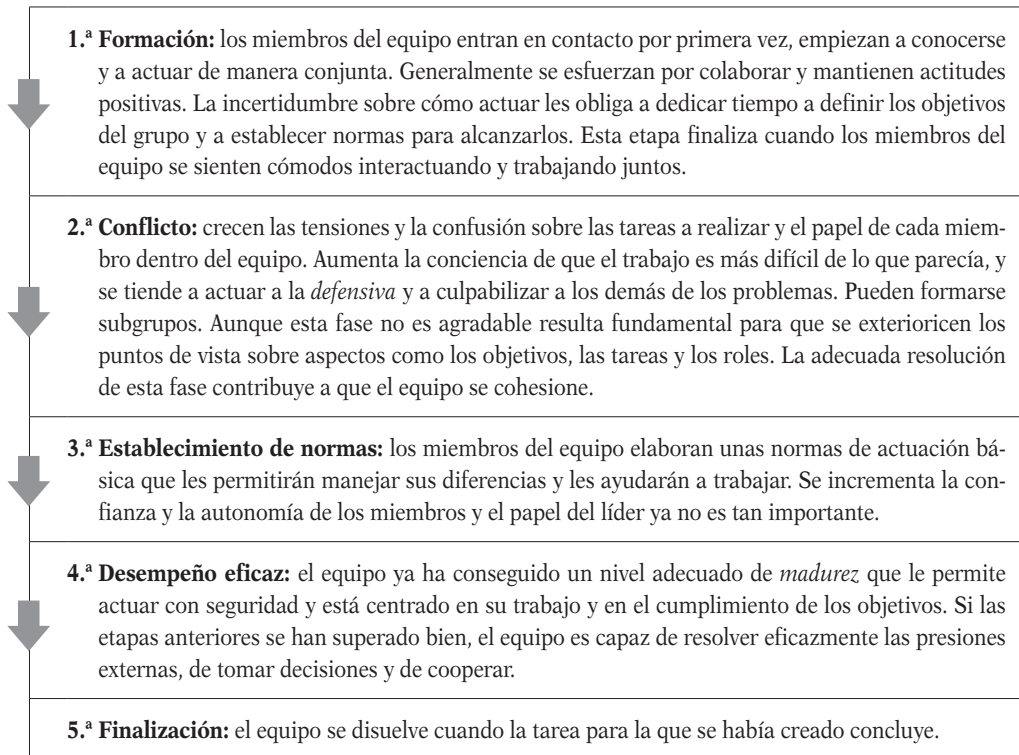 1.ª Formación: los miembros del equipo entran en contacto por primera vez, empiezan a conocerse
y a actuar de manera conjunta. Generalmente se esfuerzan por colaborar y mantienen actitudes
positivas. La incertidumbre sobre cómo actuar les obliga a dedicar tiempo a definir los objetivos
del grupo y a establecer normas para alcanzarlos. Esta etapa finaliza cuando los miembros del
equipo se sienten cómodos interactuando y trabajando juntos.
2.ª Conflicto: crecen las tensiones y la confusión sobre las tareas a realizar y el papel de cada miem-
bro dentro del equipo. Aumenta la conciencia de que el trabajo es más difícil de lo que parecía, y
se tiende a actuar a la defensiva y a culpabilizar a los demás de los problemas. Pueden formarse
subgrupos. Aunque esta fase no es agradable resulta fundamental para que se exterioricen los
puntos de vista sobre aspectos como los objetivos, las tareas y los roles. La adecuada resolución
de esta fase contribuye a que el equipo se cohesione.
3.ª Establecimiento de normas: los miembros del equipo elaboran unas normas de actuación bá-
sica que les permitirán manejar sus diferencias y les ayudarán a trabajar. Se incrementa la con-
fianza y la autonomía de los miembros y el papel del líder ya no es tan importante.
4.ª Desempeño eficaz: el equipo ya ha conseguido un nivel adecuado de madurez que le permite
actuar con seguridad y está centrado en su trabajo y en el cumplimiento de los objetivos. Si las
etapas anteriores se han superado bien, el equipo es capaz de resolver eficazmente las presiones
externas, de tomar decisiones y de cooperar.
5.ª Finalización: el equipo se disuelve cuando la tarea para la que se había creado concluye.